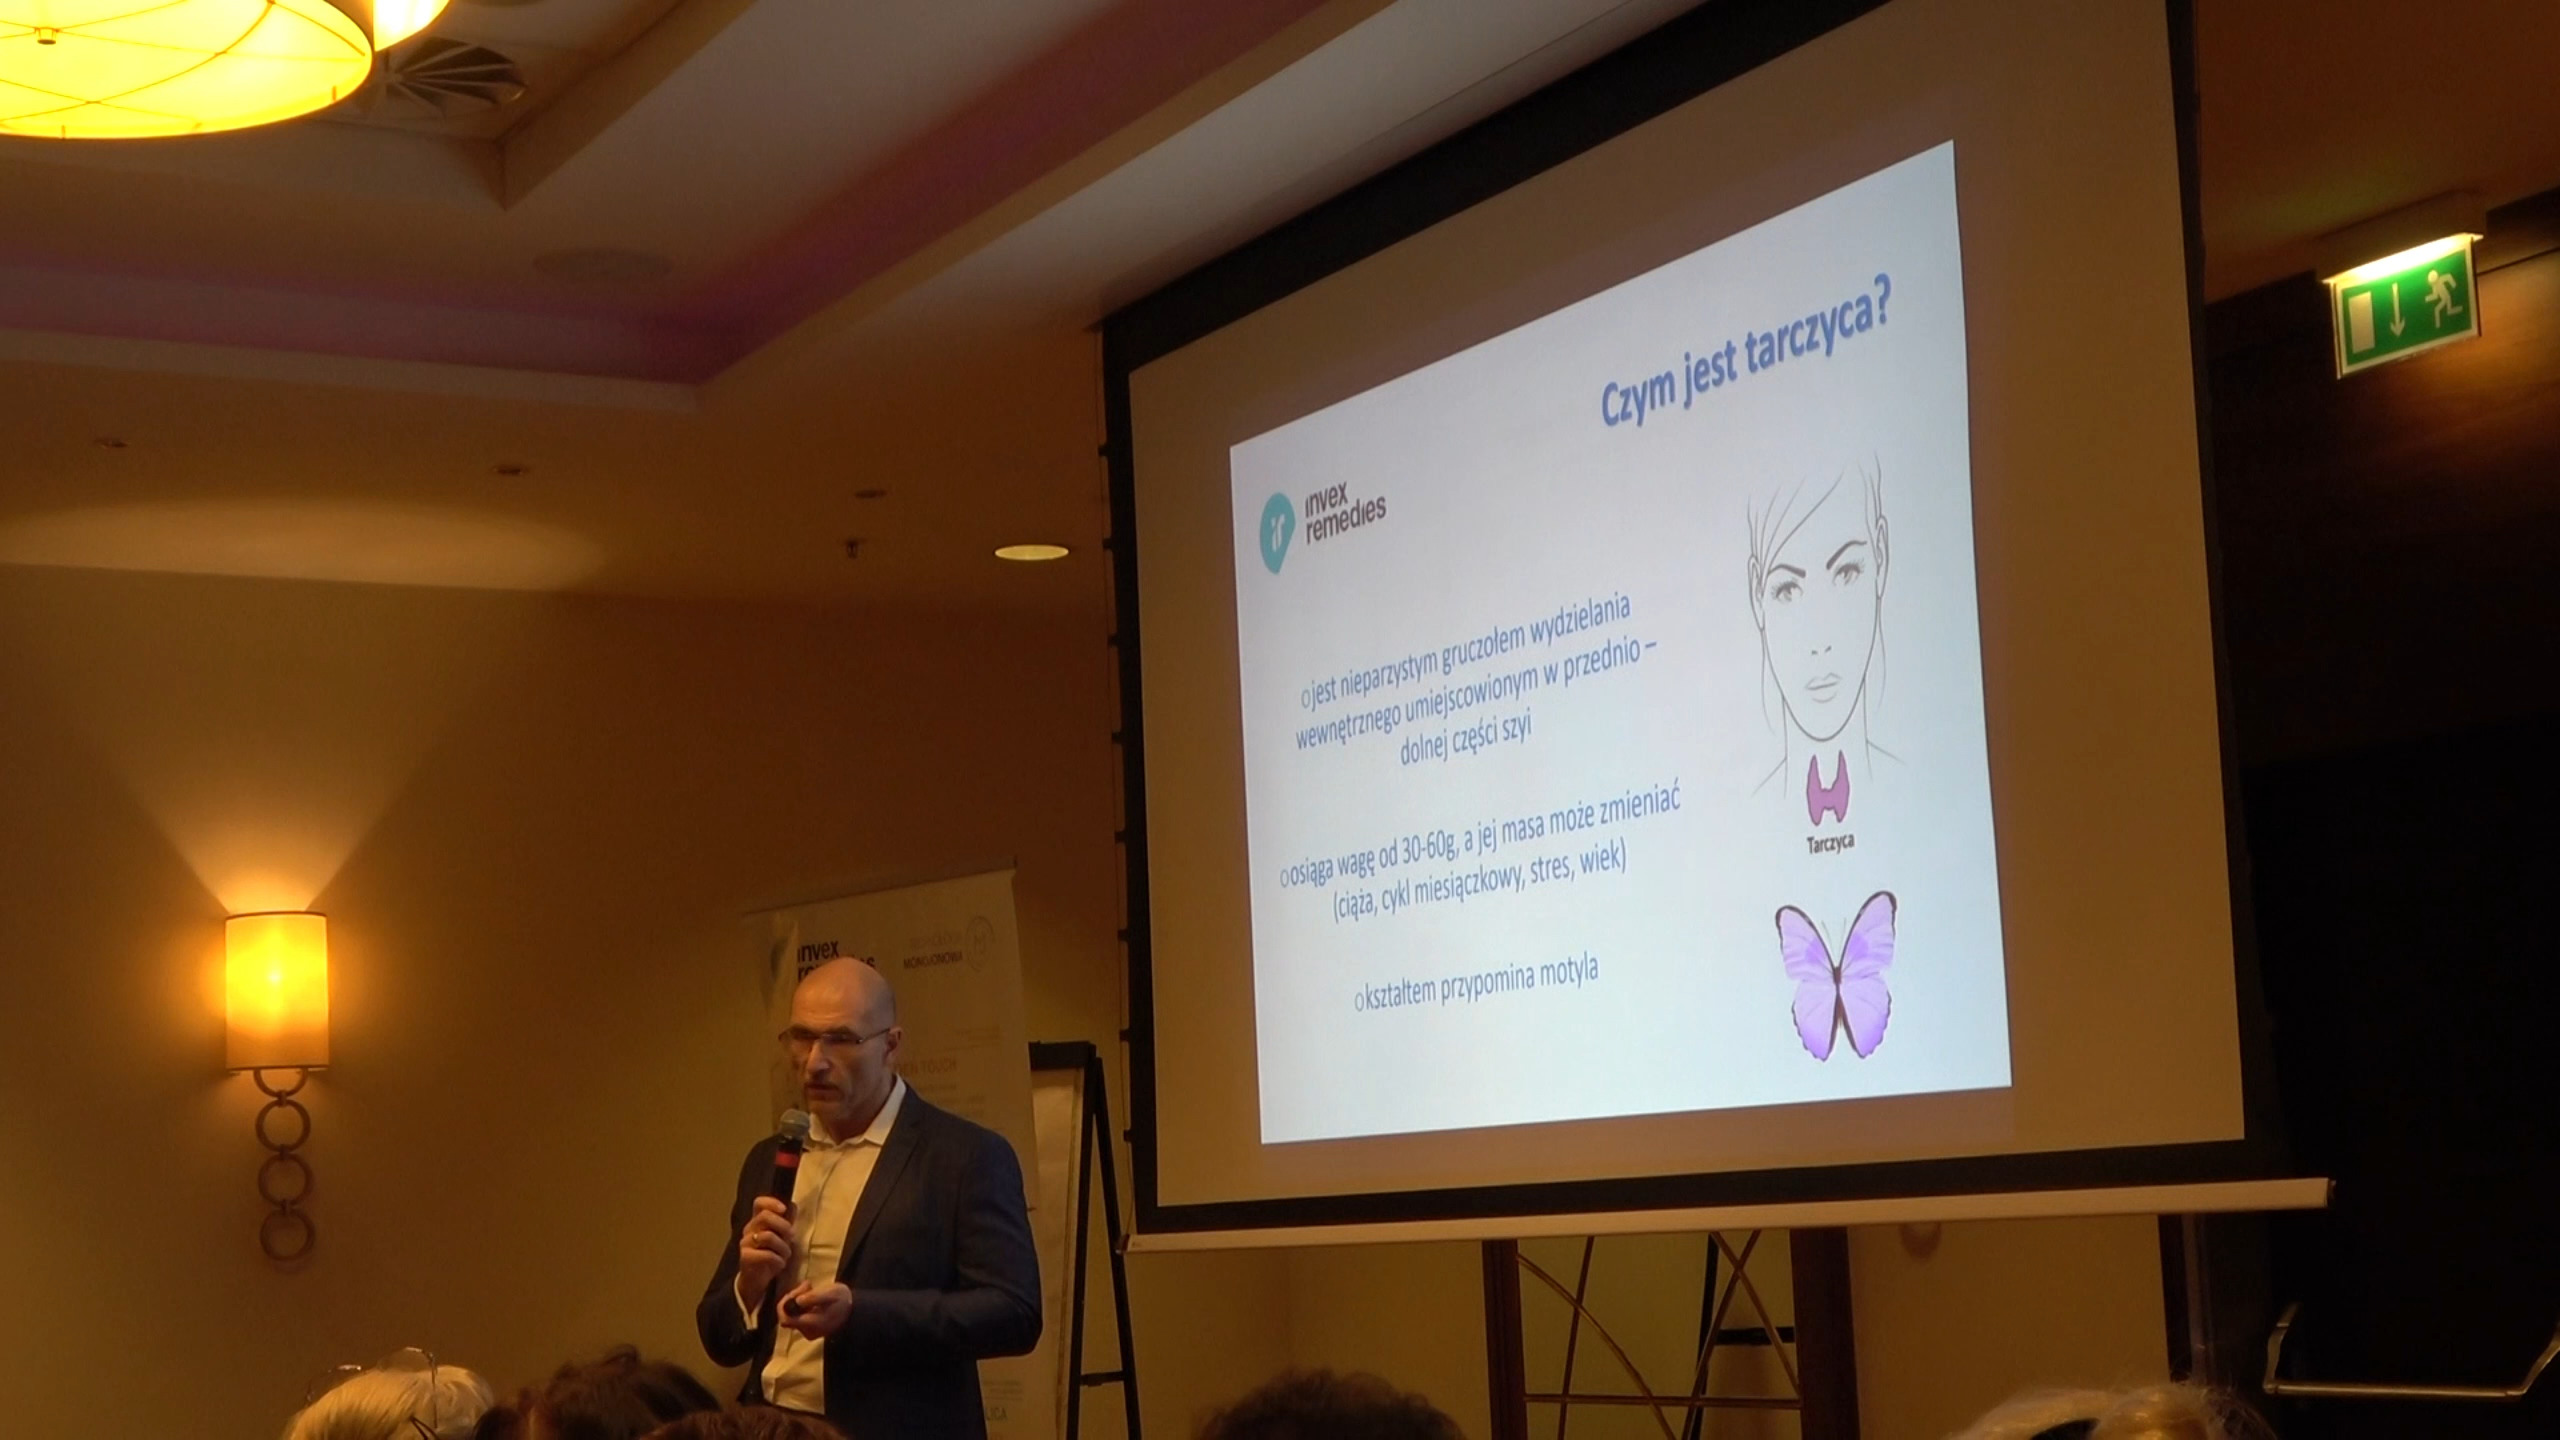 Czym jest tarczyca?
invex
remedies
jest nieparzystym gruczołem wydzielania
wewnętrznego umiejscowionym w przednio –
dolnej części szyi
osiąga wagę od 30-60g, a jej masa może zmieniać
(ciąża, cykl miesiączkowy, stres, wiek)
kształtem przypomina motyla
Tarczyca
invex
MONOJONOWA